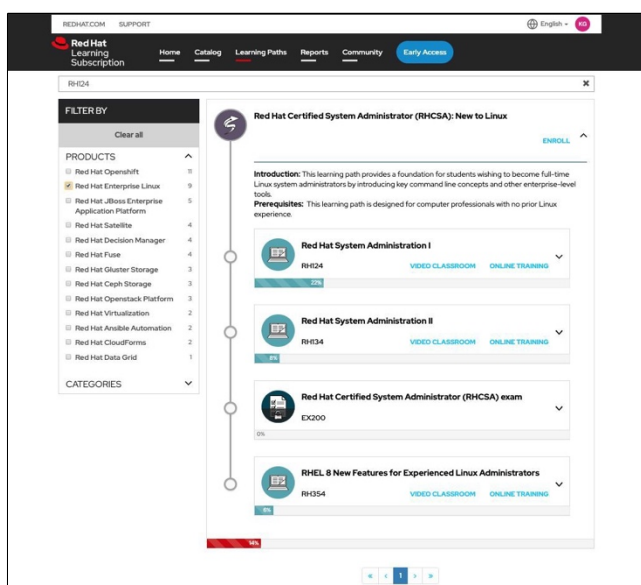 REDHAT.COM SUPPORT
English
KG
Red Hat
Learning
Subscription
Home Catalog Learning Paths Reports Community Early Access
RH124
FILTER BY
Clear all
PRODUCTS
Red Hat Openshift 11
Red Hat Enterprise Linux 9
Red Hat JBoss Enterprise 5
Application Platform
Red Hat Satellite 4
Red Hat Decision Manager 4
Red Hat Fuse 4
Red Hat Gluster Storage 3
Red Hat Ceph Storage 3
Red Hat Openstack Platform 3
Red Hat Virtualization 2
Red Hat Ansible Automation 2
Red Hat CloudForms 2
Red Hat Data Grid 1
CATEGORIES
Red Hat Certified System Administrator (RHCSA): New to Linux
ENROLL
Introduction: This learning path provides a foundation for students wishing to become full-time
Linux system administrators by introducing key command line concepts and other enterprise-level
tools.
Prerequisites: This learning path is designed for computer professionals with no prior Linux
experience.
Red Hat System Administration I
RH124 VIDEO CLASSROOM ONLINE TRAINING
22%
Red Hat System Administration II
RH134 VIDEO CLASSROOM ONLINE TRAINING
8%
Red Hat Certified System Administrator (RHCSA) exam
EX200
0%
RHEL 8 New Features for Experienced Linux Administrators
RH354 VIDEO CLASSROOM ONLINE TRAINING
14%
« ‹ 1 › »